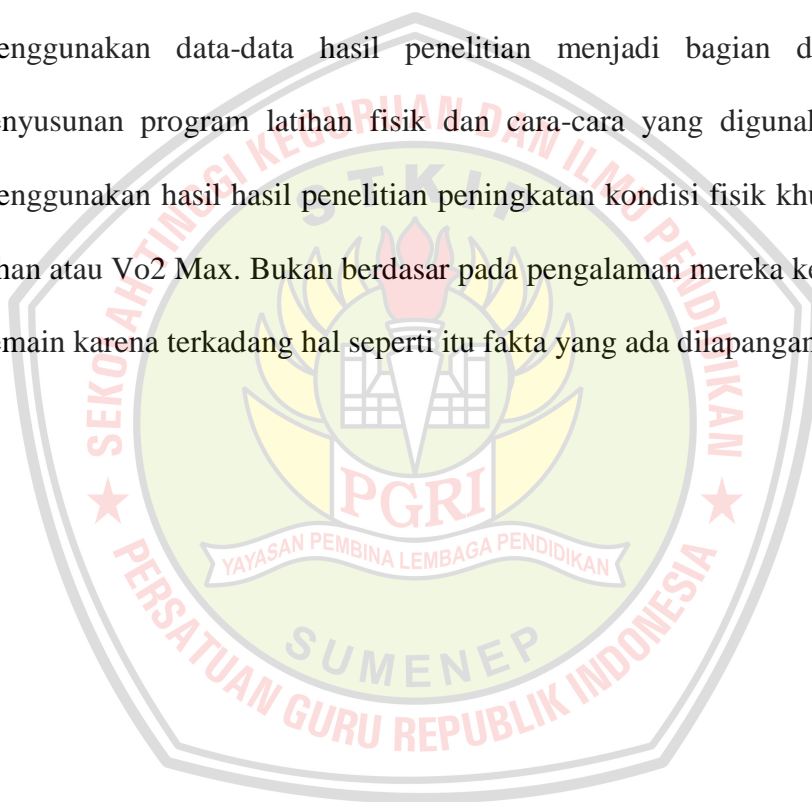 enggunakan data-data hasil penelitian menjadi bagian d
enyusunan program latihan fisik dan cara-cara yang diguna
enggunakan hasil hasil penelitian peningkatan kondisi fisik khu
han atau Vo2 Max. Bukan berdasar pada pengalaman mereka k
emain karena terkadang hal seperti itu fakta yang ada dilapangan
SEKOLAH TINGGI KEGURUAN DAN ILMU PENDIDIKAN
STKIP
PGRI
YAYASAN PEMBINA LEMBAGA PENDIDIKAN
SUMENEP
PERSATUAN GURU REPUBLIK INDONESIA